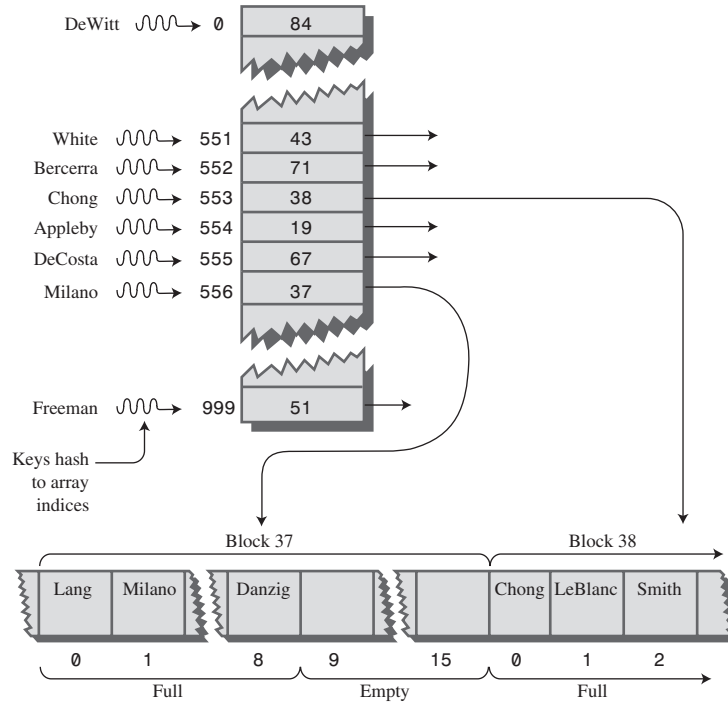 DeWitt 0 84
White 551 43
Bercerra 552 71
Chong 553 38
Appleby 554 19
DeCosta 555 67
Milano 556 37
Freeman 999 51
Keys hash
to array
indices
Block 37 Block 38
Lang Milano Danzig Chong LeBlanc Smith
0 1 8 9 15 0 1 2
Full Empty Full